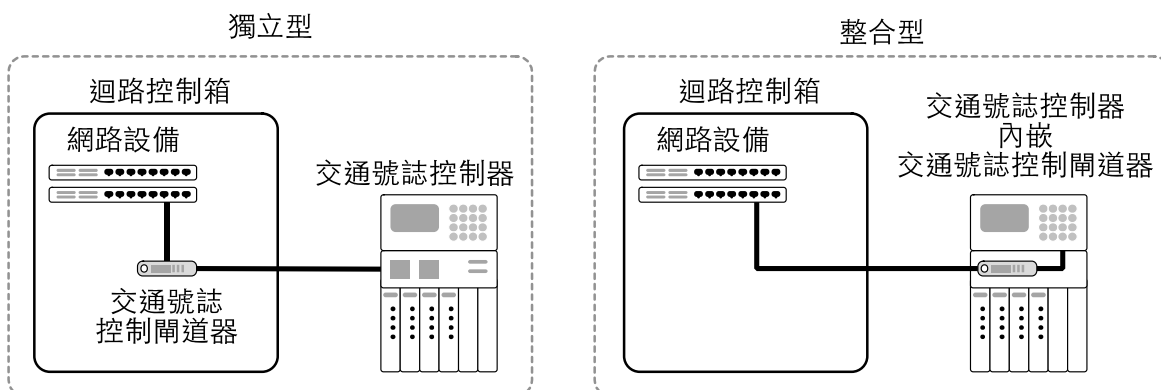 獨立型
迴路控制箱
網路設備
交通號誌控制器
交通號誌
控制閘道器
整合型
迴路控制箱
網路設備
交通號誌控制器
內嵌
交通號誌控制閘道器